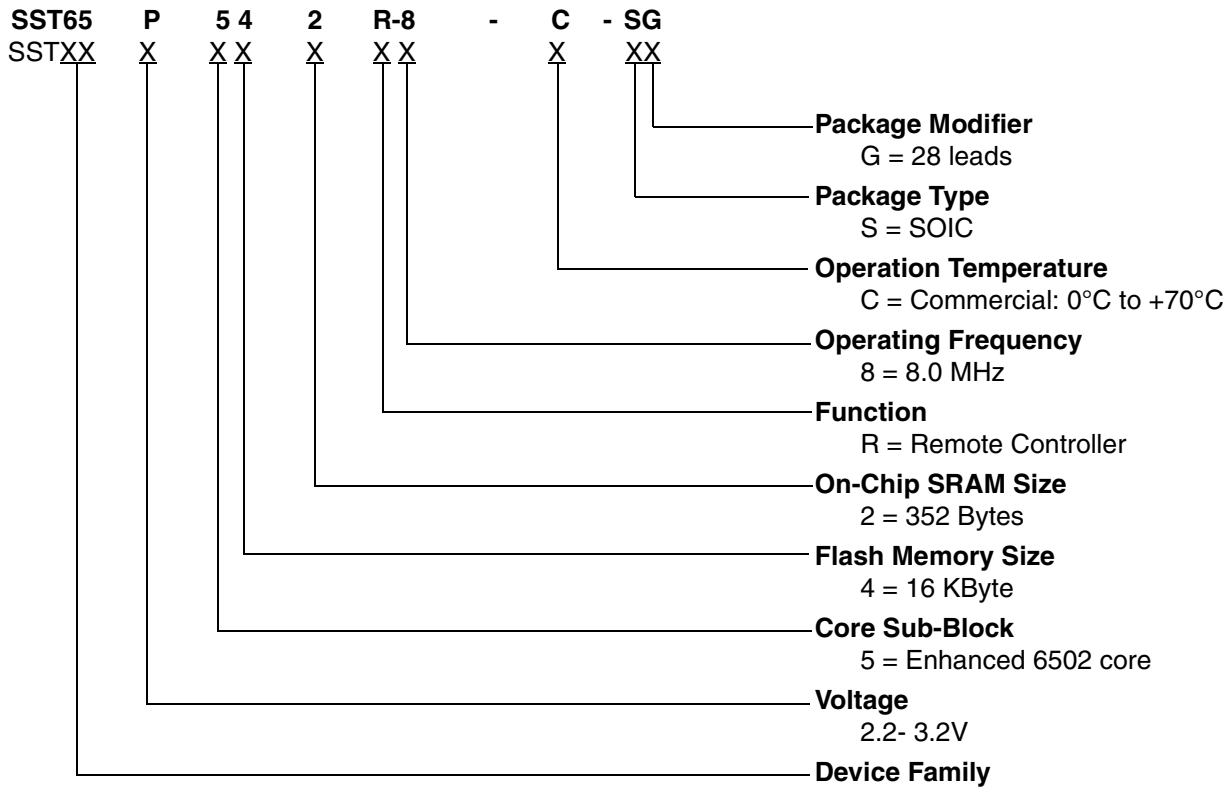 SST65 P 5 4 2 R-8 - C - SG
SSTXX X X X X X X X XX
Package Modifier
G = 28 leads
Package Type
S = SOIC
Operation Temperature
C = Commercial: 0°C to +70°C
Operating Frequency
8 = 8.0 MHz
Function
R = Remote Controller
On-Chip SRAM Size
2 = 352 Bytes
Flash Memory Size
4 = 16 KByte
Core Sub-Block
5 = Enhanced 6502 core
Voltage
2.2- 3.2V
Device Family